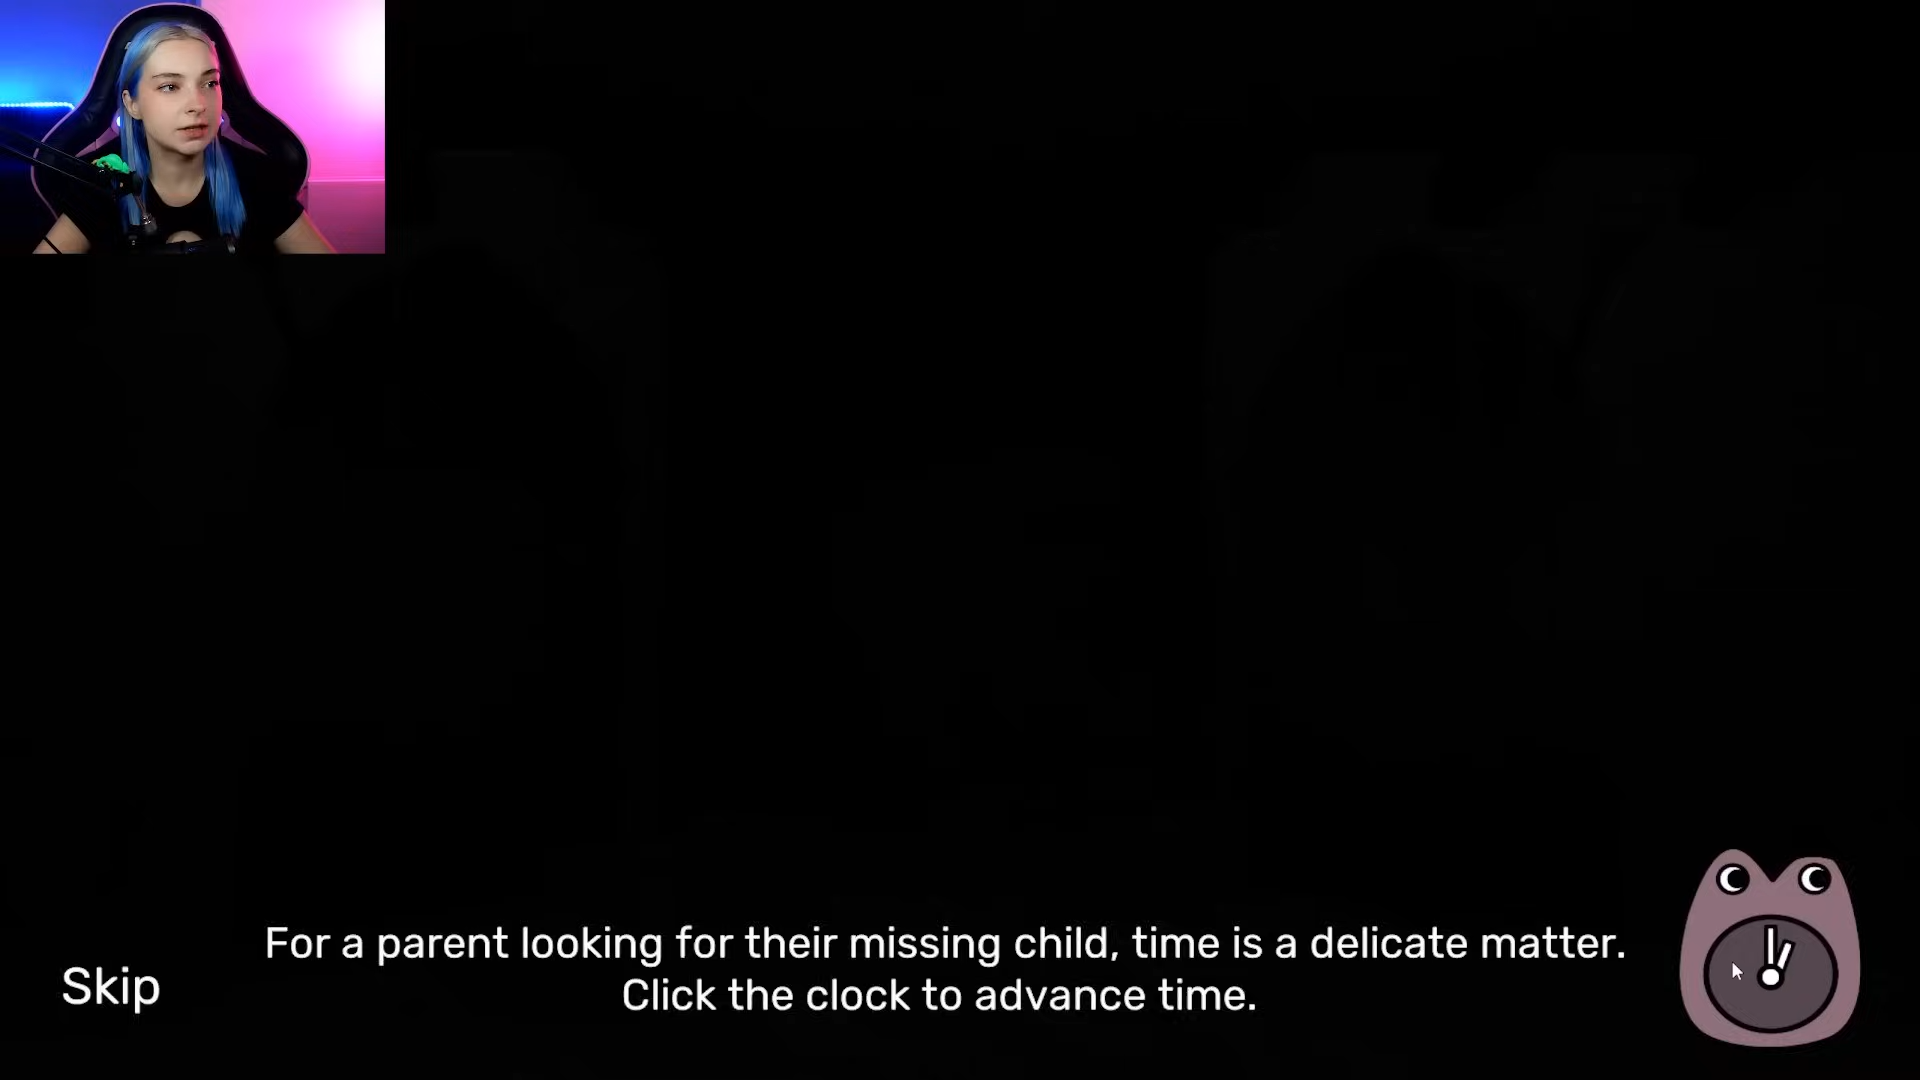 For a parent looking for their missing child, time is a delicate matter.
Click the clock to advance time.
Skip